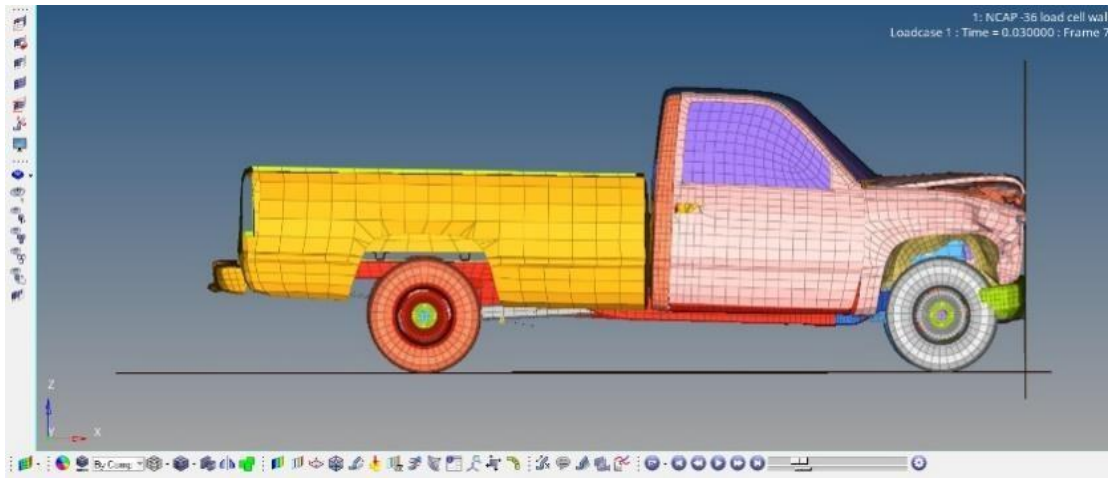 1: NCAP -36 load cell wal
Loadcase 1 : Time = 0.030000 : Frame 7
Z
Y
X
By Comp